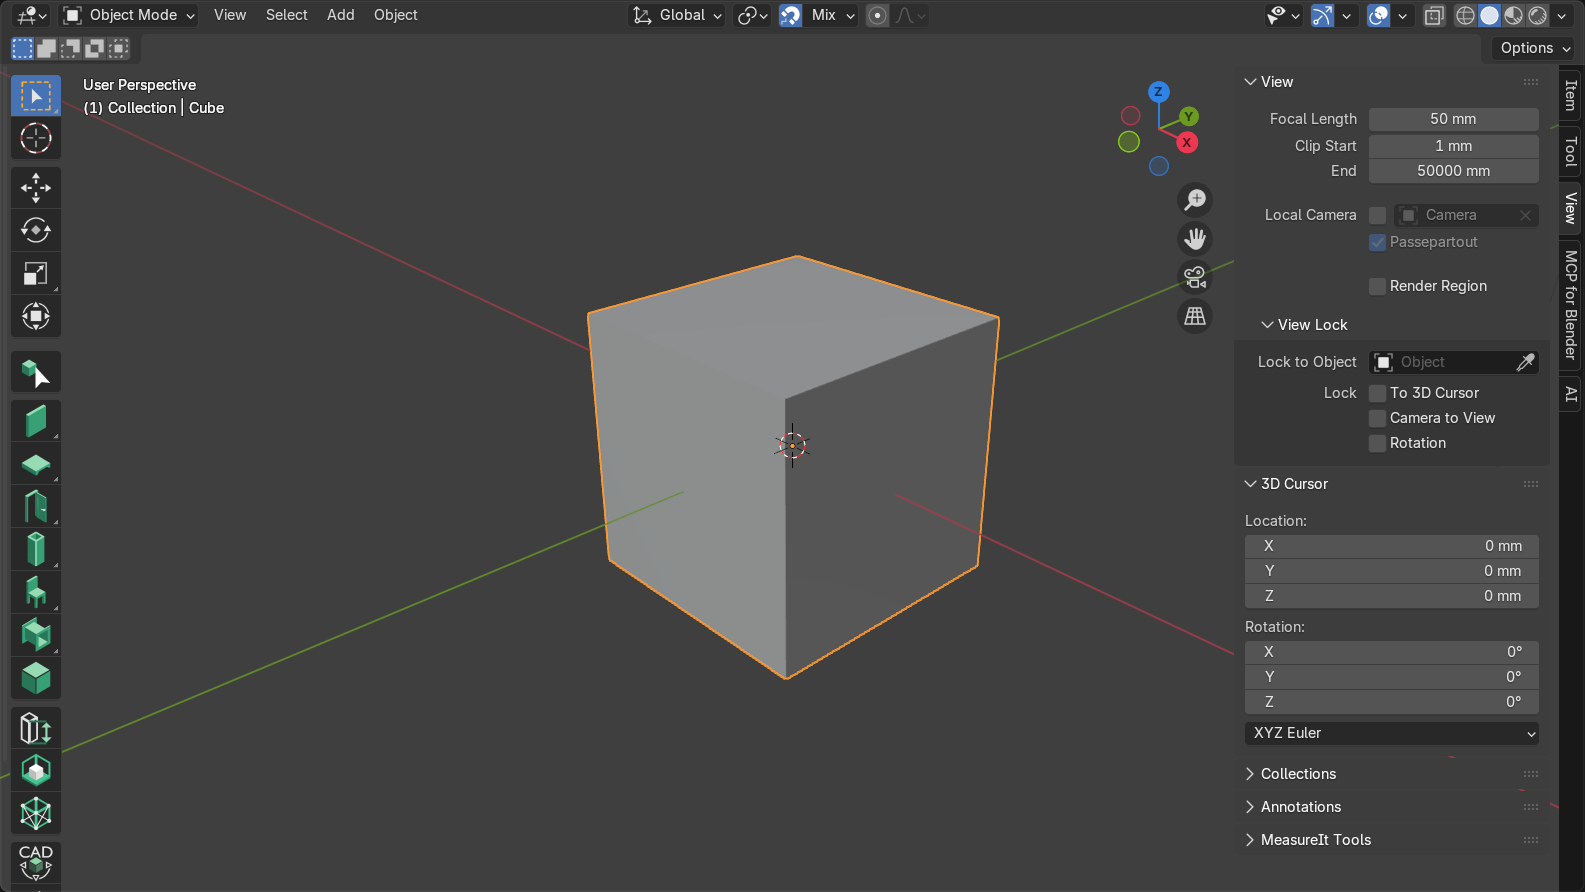 Object Mode View Select Add Object Global Mix
Options
User Perspective
(1) Collection | Cube
Z
Y
X
View
Focal Length 50 mm
Clip Start 1 mm
End 50000 mm
Local Camera Camera
Passepartout
Render Region
View Lock
Lock to Object Object
Lock To 3D Cursor
Camera to View
Rotation
3D Cursor
Location:
X 0 mm
Y 0 mm
Z 0 mm
Rotation:
X 0°
Y 0°
Z 0°
XYZ Euler
Collections
Annotations
MeasureIt Tools
Item
Tool
View
MCP for Blender
AI
CAD